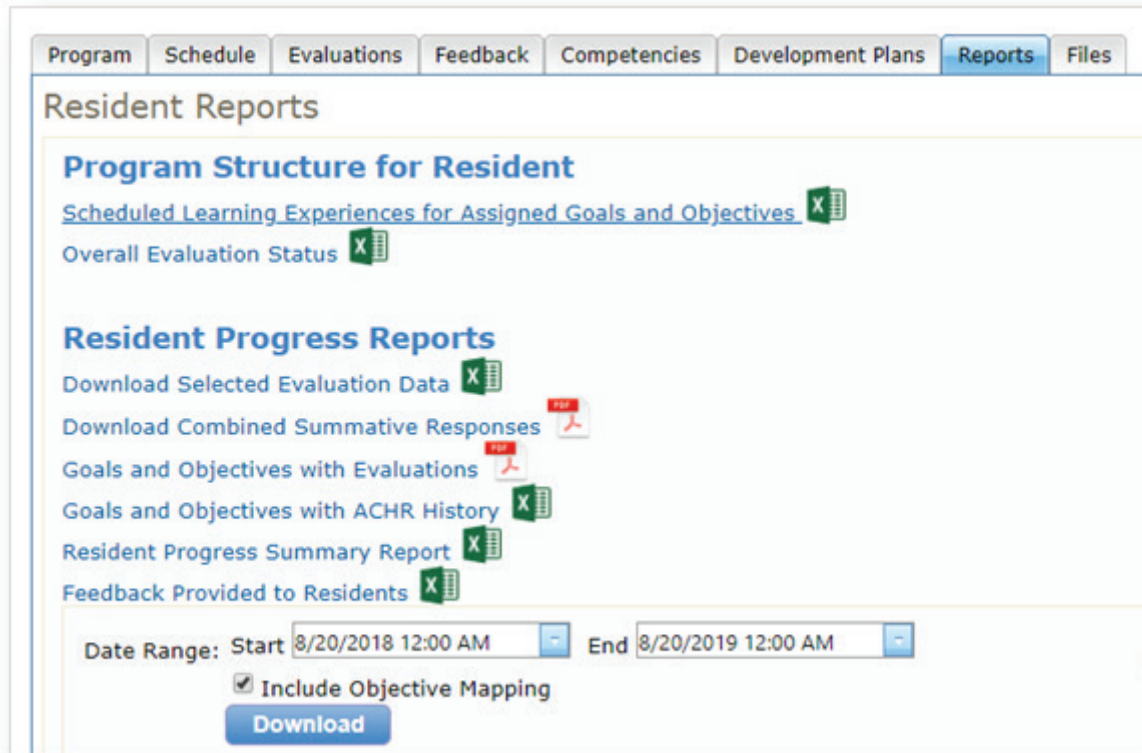 Program Schedule Evaluations Feedback Competencies Development Plans Reports Files
Resident Reports
Program Structure for Resident
Scheduled Learning Experiences for Assigned Goals and Objectives
Overall Evaluation Status
Resident Progress Reports
Download Selected Evaluation Data
Download Combined Summative Responses PDF
Goals and Objectives with Evaluations PDF
Goals and Objectives with ACHR History
Resident Progress Summary Report
Feedback Provided to Residents
Date Range: Start 8/20/2018 12:00 AM End 8/20/2019 12:00 AM
Include Objective Mapping
Download